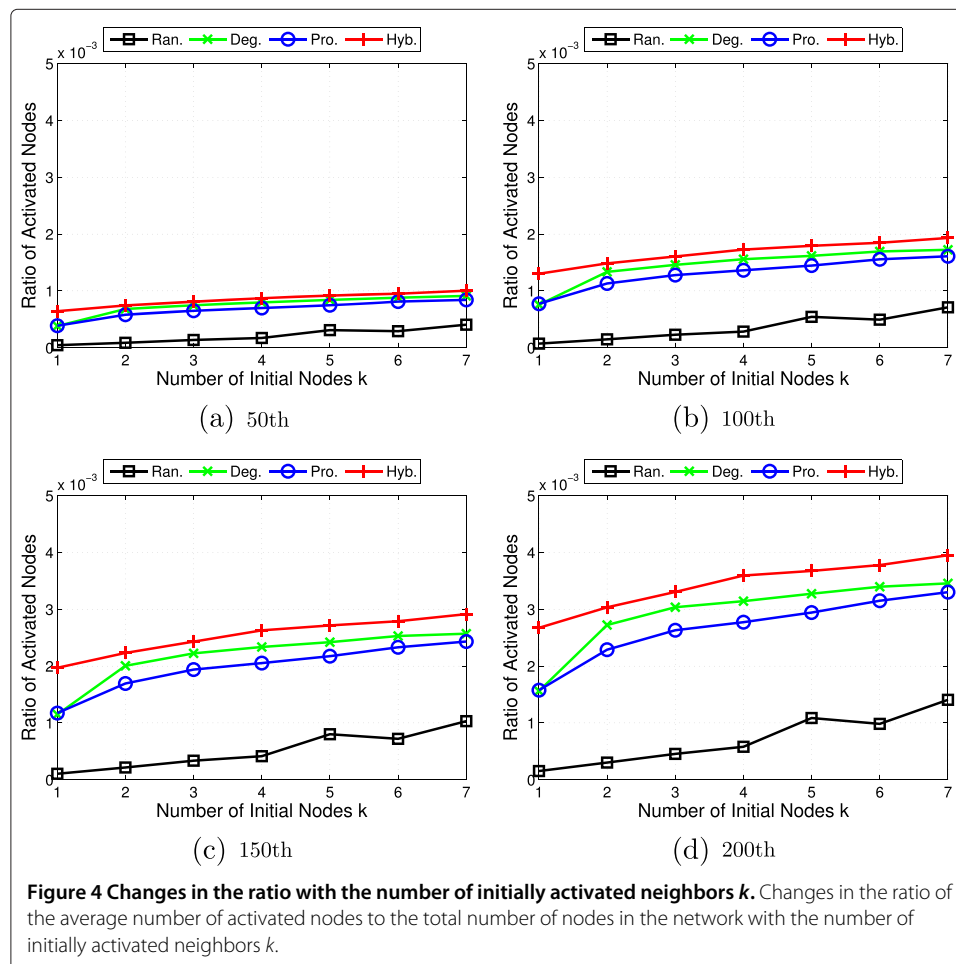 Ran. Deg. Pro. Hyb.
x 10⁻³
5
4
3
2
1
0
Ratio of Activated Nodes
1 2 3 4 5 6 7
Number of Initial Nodes k
(a) 50th
Ran. Deg. Pro. Hyb.
x 10⁻³
5
4
3
2
1
0
Ratio of Activated Nodes
1 2 3 4 5 6 7
Number of Initial Nodes k
(b) 100th
Ran. Deg. Pro. Hyb.
x 10⁻³
5
4
3
2
1
0
Ratio of Activated Nodes
1 2 3 4 5 6 7
Number of Initial Nodes k
(c) 150th
Ran. Deg. Pro. Hyb.
x 10⁻³
5
4
3
2
1
0
Ratio of Activated Nodes
1 2 3 4 5 6 7
Number of Initial Nodes k
(d) 200th
Figure 4 Changes in the ratio with the number of initially activated neighbors k. Changes in the ratio of
the average number of activated nodes to the total number of nodes in the network with the number of
initially activated neighbors k.